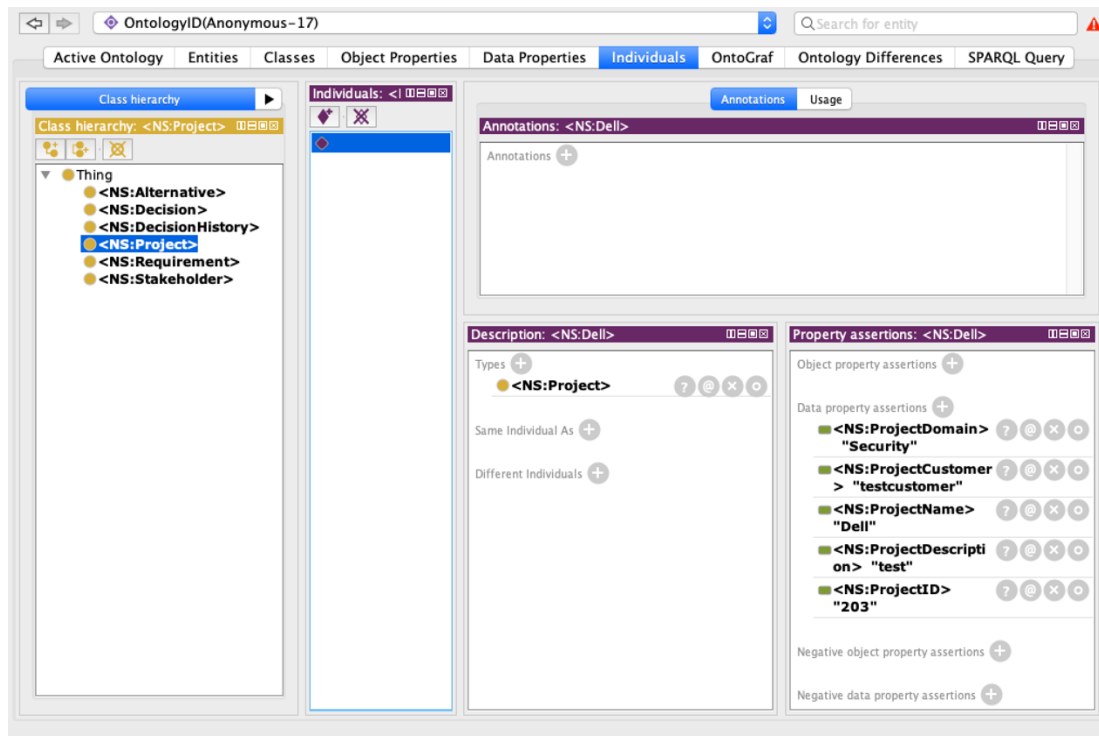 OntologyID(Anonymous-17)
Search for entity
Active Ontology
Entities
Classes
Object Properties
Data Properties
Individuals
OntoGraf
Ontology Differences
SPARQL Query
Class hierarchy
Class hierarchy: <NS:Project>
Thing
<NS:Alternative>
<NS:Decision>
<NS:DecisionHistory>
<NS:Project>
<NS:Requirement>
<NS:Stakeholder>
Individuals: <
Annotations
Usage
Annotations: <NS:Dell>
Annotations
Description: <NS:Dell>
Types
<NS:Project>
Same Individual As
Different Individuals
Property assertions: <NS:Dell>
Object property assertions
Data property assertions
<NS:ProjectDomain>
"Security"
<NS:ProjectCustomer
> "testcustomer"
<NS:ProjectName>
"Dell"
<NS:ProjectDescripti
on> "test"
<NS:ProjectID>
"203"
Negative object property assertions
Negative data property assertions